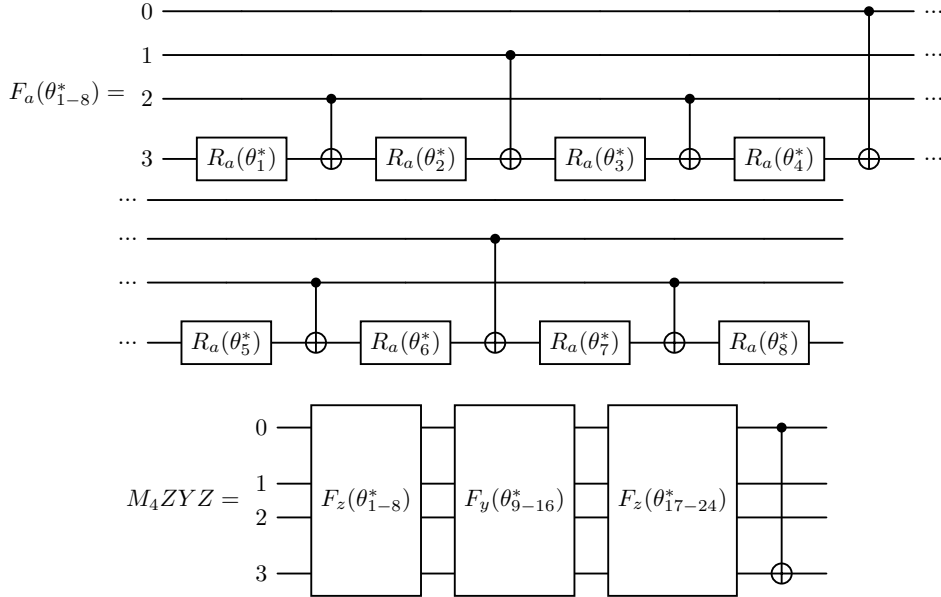 0 ...
1 ...
F_a(θ*_{1−8}) = 2 ...
3 R_a(θ*_1) R_a(θ*_2) R_a(θ*_3) R_a(θ*_4) ...
...
...
...
... R_a(θ*_5) R_a(θ*_6) R_a(θ*_7) R_a(θ*_8)
0
1
M_4ZYZ = F_z(θ*_{1−8}) F_y(θ*_{9−16}) F_z(θ*_{17−24})
2
3